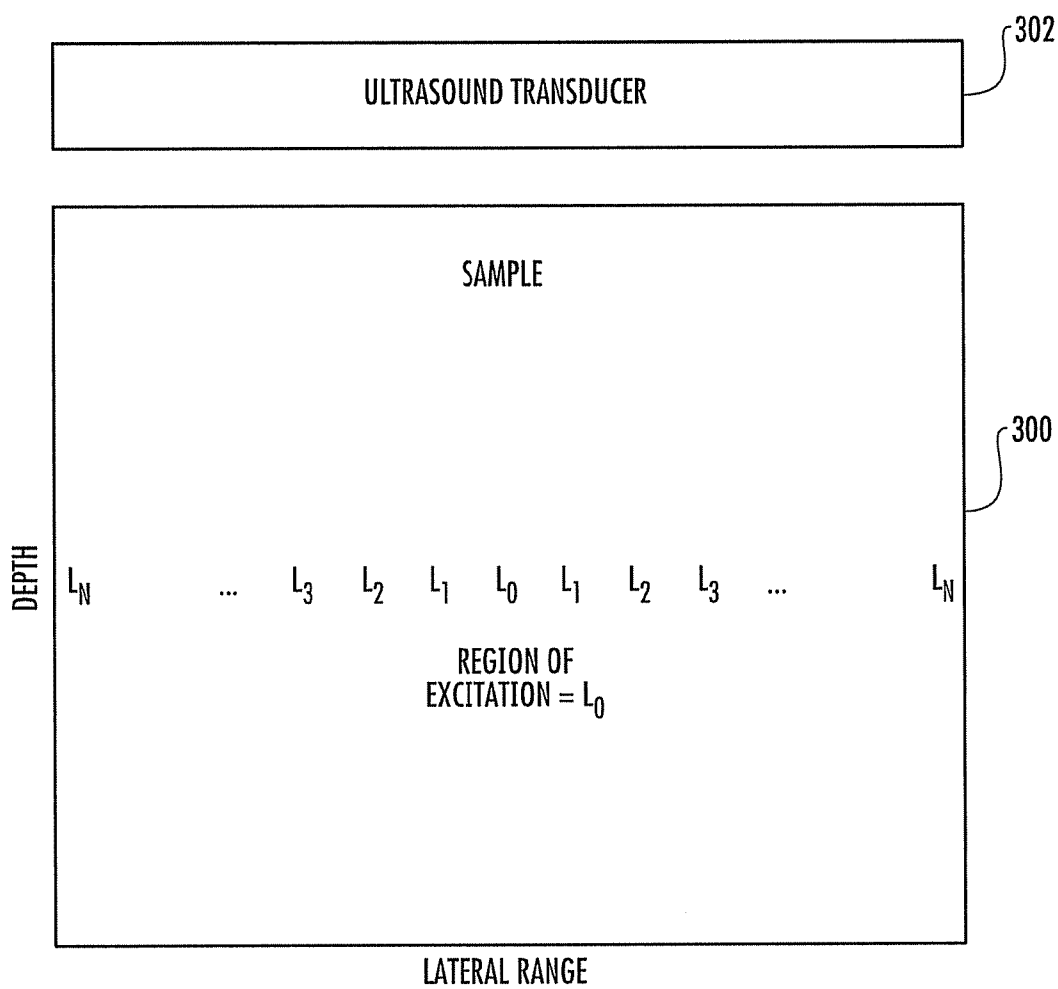 302
ULTRASOUND TRANSDUCER
SAMPLE
300
DEPTH
L_N ... L_3 L_2 L_1 L_0 L_1 L_2 L_3 ... L_N
REGION OF
EXCITATION = L_0
LATERAL RANGE